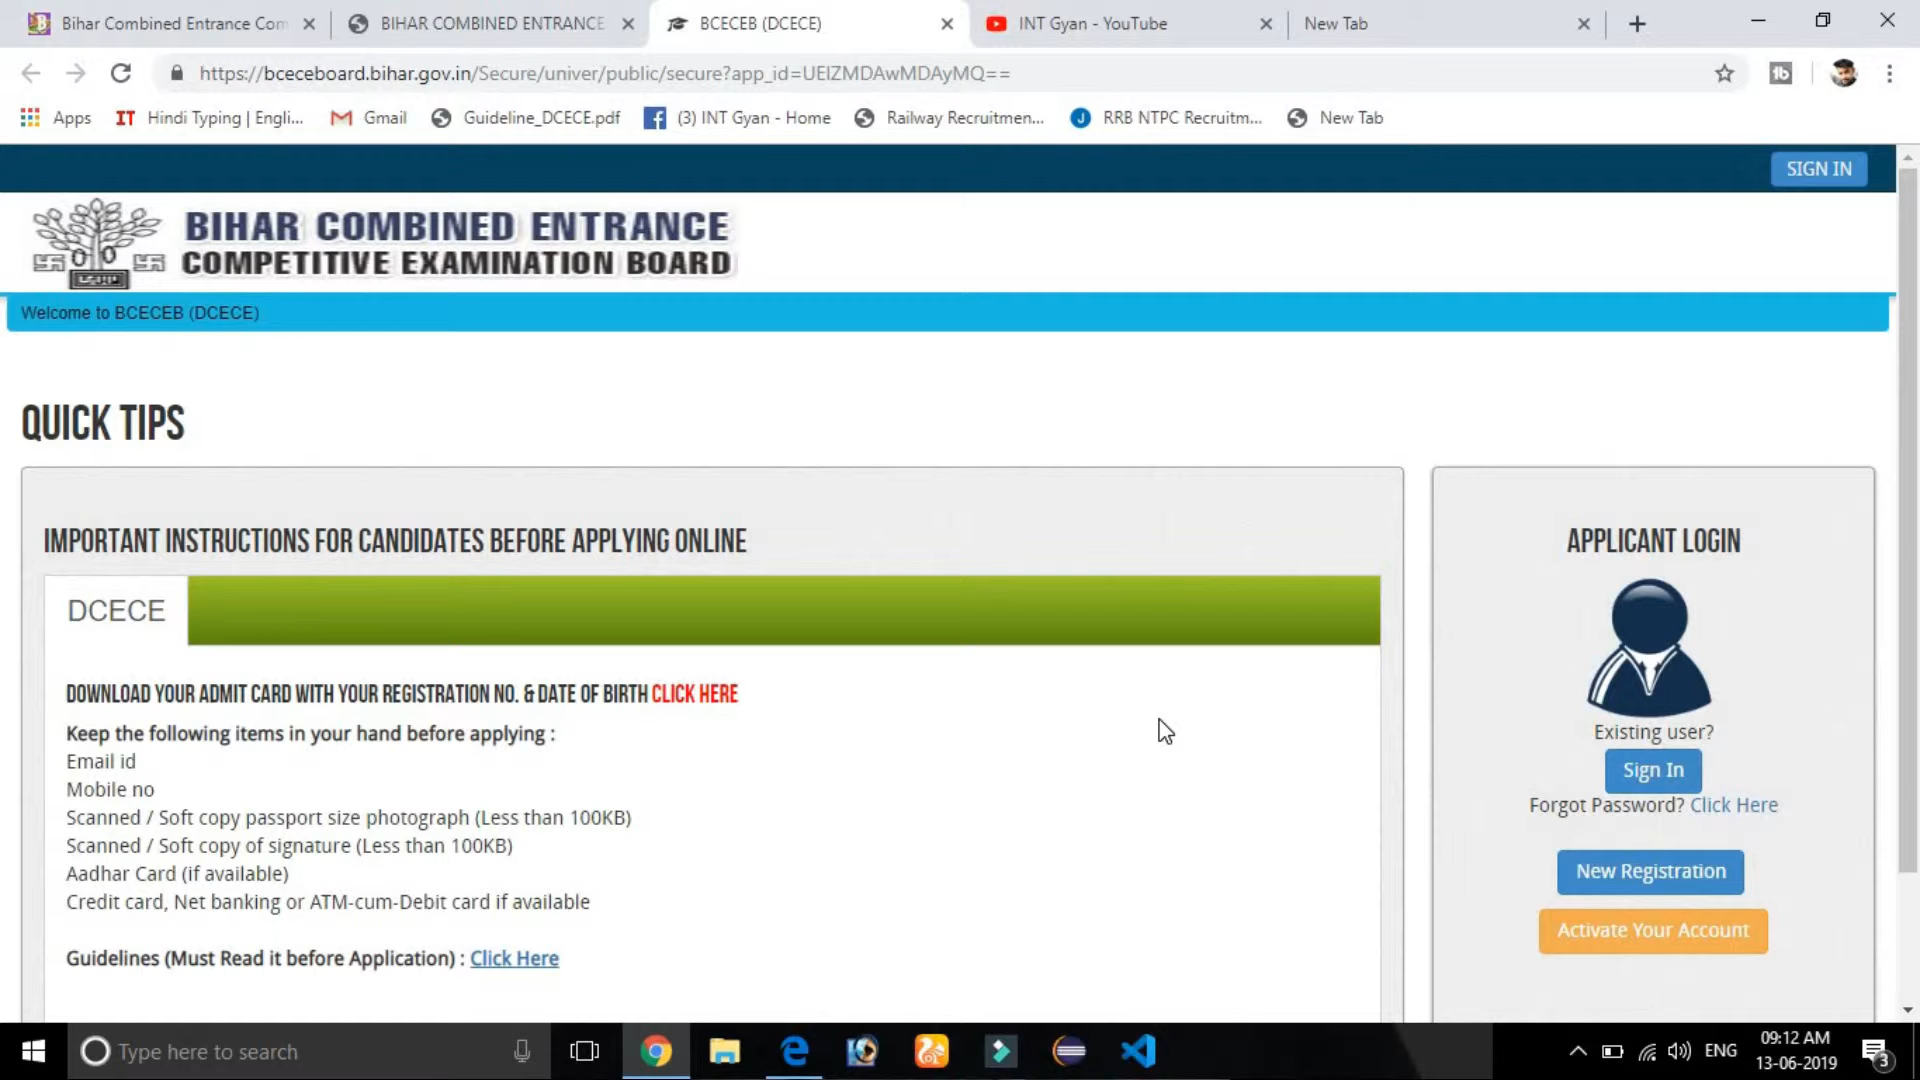 Bihar Combined Entrance Com
BIHAR COMBINED ENTRANCE
BCECEB (DCECE)
INT Gyan - YouTube
New Tab
https://bceceboard.bihar.gov.in/Secure/univer/public/secure?app_id=UElZMDAwMDAyMQ==
Apps
IT Hindi Typing | Engli...
Gmail
Guideline_DCECE.pdf
(3) INT Gyan - Home
Railway Recruitmen...
J RRB NTPC Recruitm...
New Tab
SIGN IN
BIHAR COMBINED ENTRANCE
COMPETITIVE EXAMINATION BOARD
Welcome to BCECEB (DCECE)
QUICK TIPS
IMPORTANT INSTRUCTIONS FOR CANDIDATES BEFORE APPLYING ONLINE
DCECE
DOWNLOAD YOUR ADMIT CARD WITH YOUR REGISTRATION NO. & DATE OF BIRTH CLICK HERE
Keep the following items in your hand before applying :
Email id
Mobile no
Scanned / Soft copy passport size photograph (Less than 100KB)
Scanned / Soft copy of signature (Less than 100KB)
Aadhar Card (if available)
Credit card, Net banking or ATM-cum-Debit card if available
Guidelines (Must Read it before Application) : Click Here
APPLICANT LOGIN
Existing user?
Sign In
Forgot Password? Click Here
New Registration
Activate Your Account
Type here to search
ENG
09:12 AM
13-06-2019
3